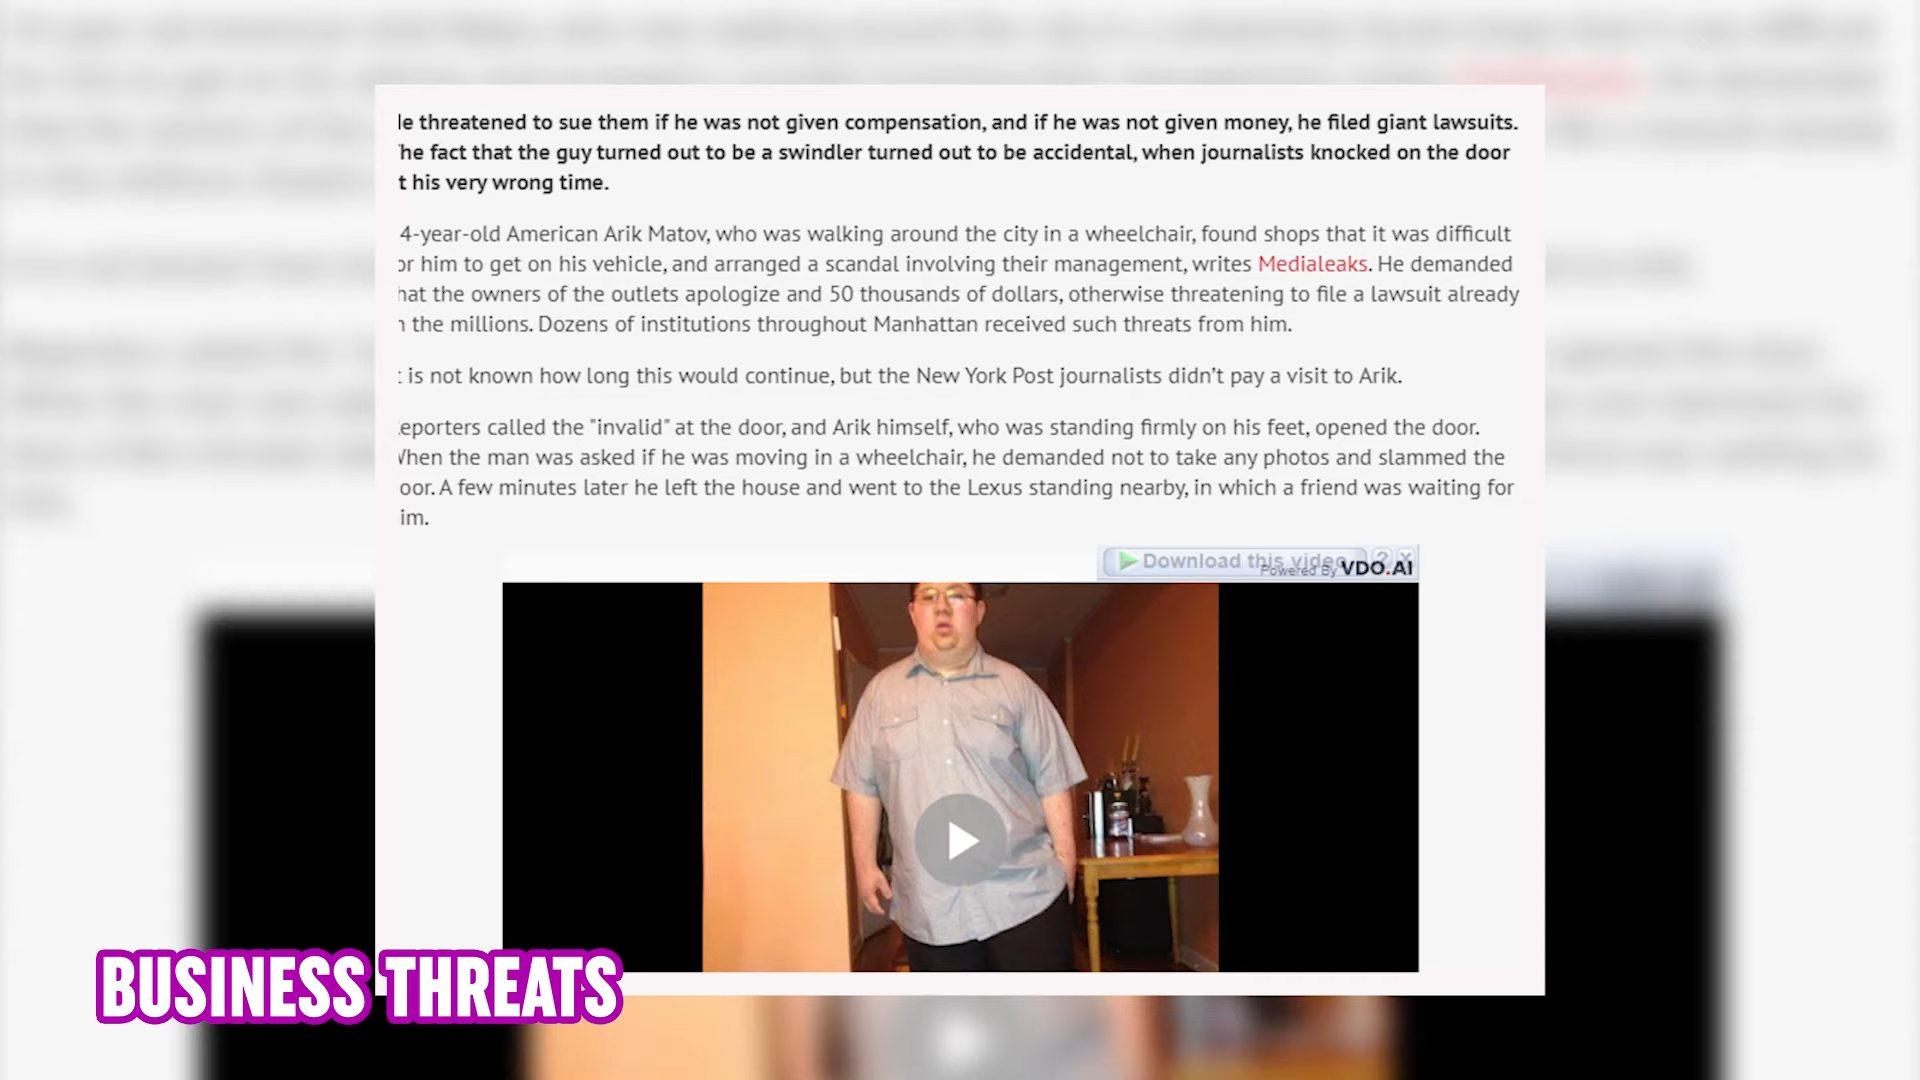 le threatened to sue them if he was not given compensation, and if he was not given money, he filed giant lawsuits.
he fact that the guy turned out to be a swindler turned out to be accidental, when journalists knocked on the door
t his very wrong time.
4-year-old American Arik Matov, who was walking around the city in a wheelchair, found shops that it was difficult
or him to get on his vehicle, and arranged a scandal involving their management, writes Medialeaks. He demanded
hat the owners of the outlets apologize and 50 thousands of dollars, otherwise threatening to file a lawsuit already
n the millions. Dozens of institutions throughout Manhattan received such threats from him.
t is not known how long this would continue, but the New York Post journalists didn't pay a visit to Arik.
eporters called the "invalid" at the door, and Arik himself, who was standing firmly on his feet, opened the door.
When the man was asked if he was moving in a wheelchair, he demanded not to take any photos and slammed the
oor. A few minutes later he left the house and went to the Lexus standing nearby, in which a friend was waiting for
im.
Download this video ? X
Powered By VDO.AI
BUSINESS THREATS